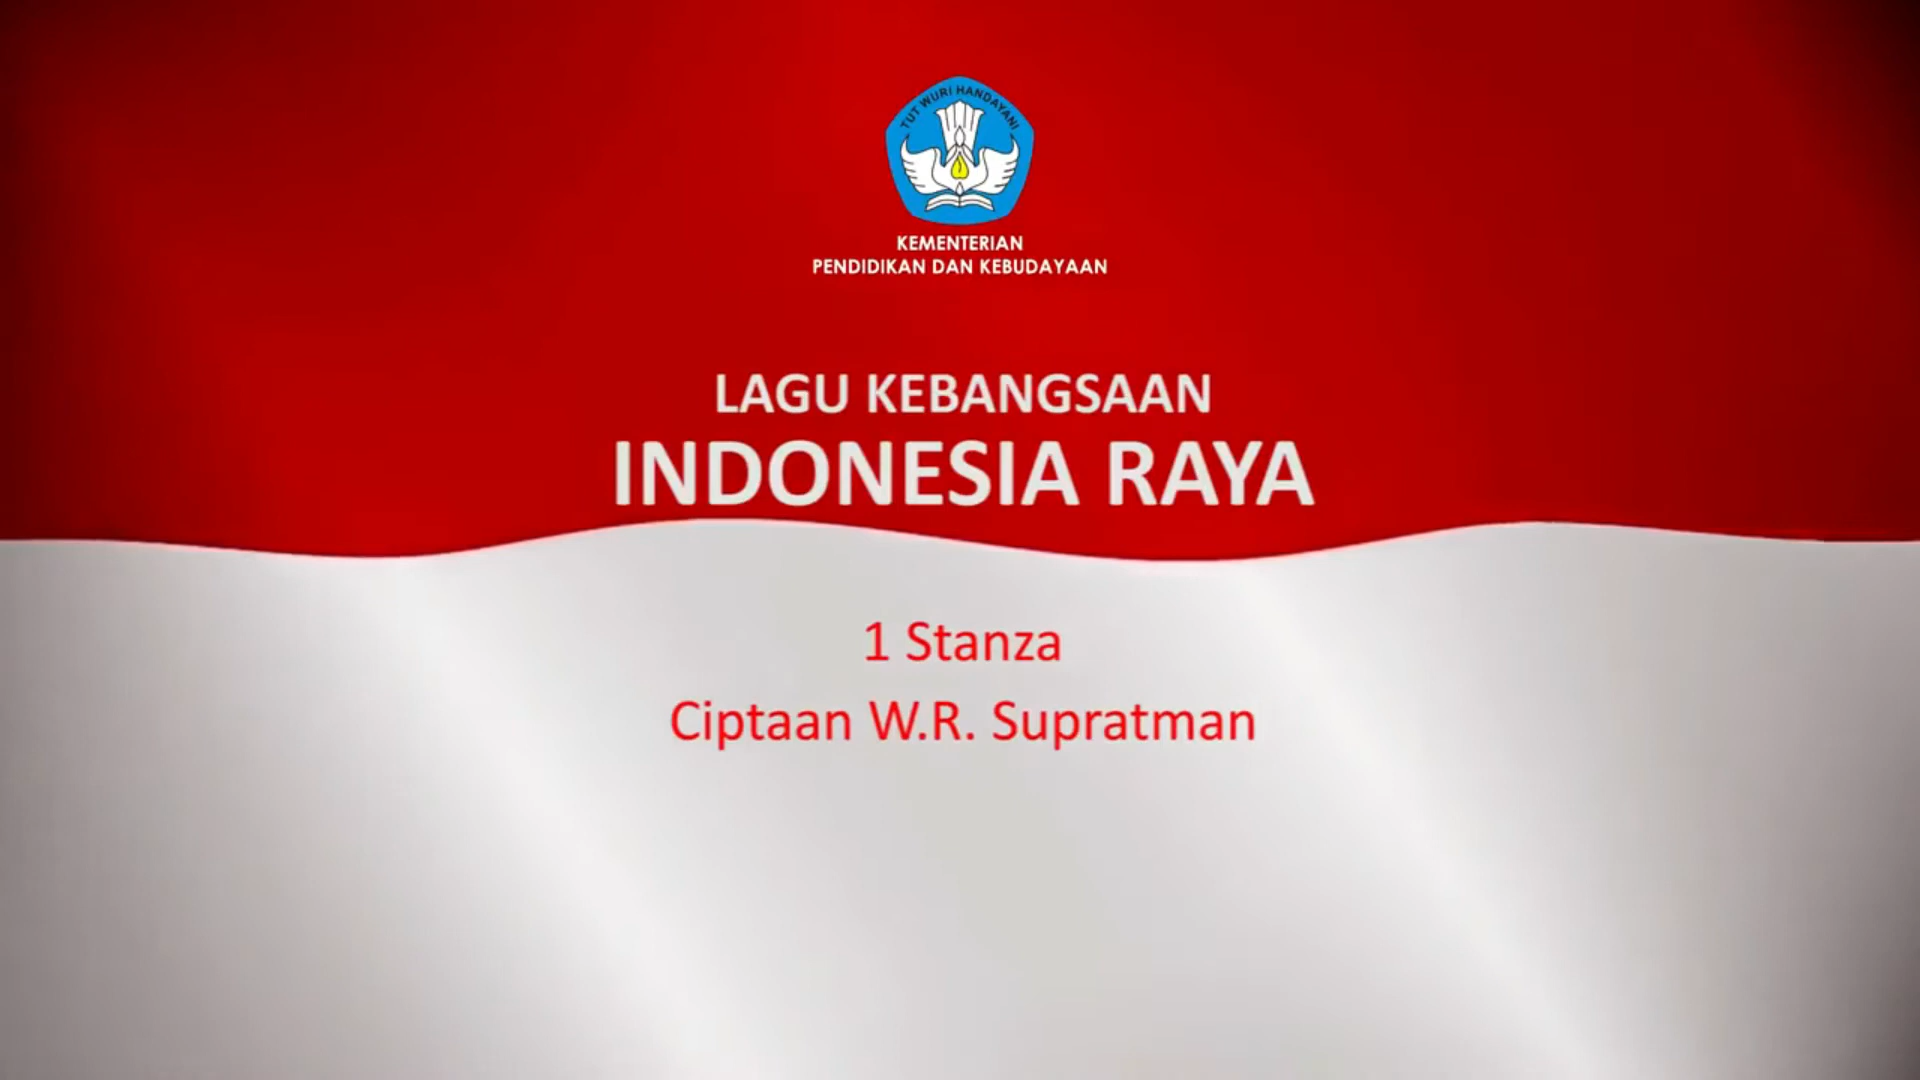 TUT WURI HANDAYANI
KEMENTERIAN
PENDIDIKAN DAN KEBUDAYAAN
LAGU KEBANGSAAN
INDONESIA RAYA
1 Stanza
Ciptaan W.R. Supratman